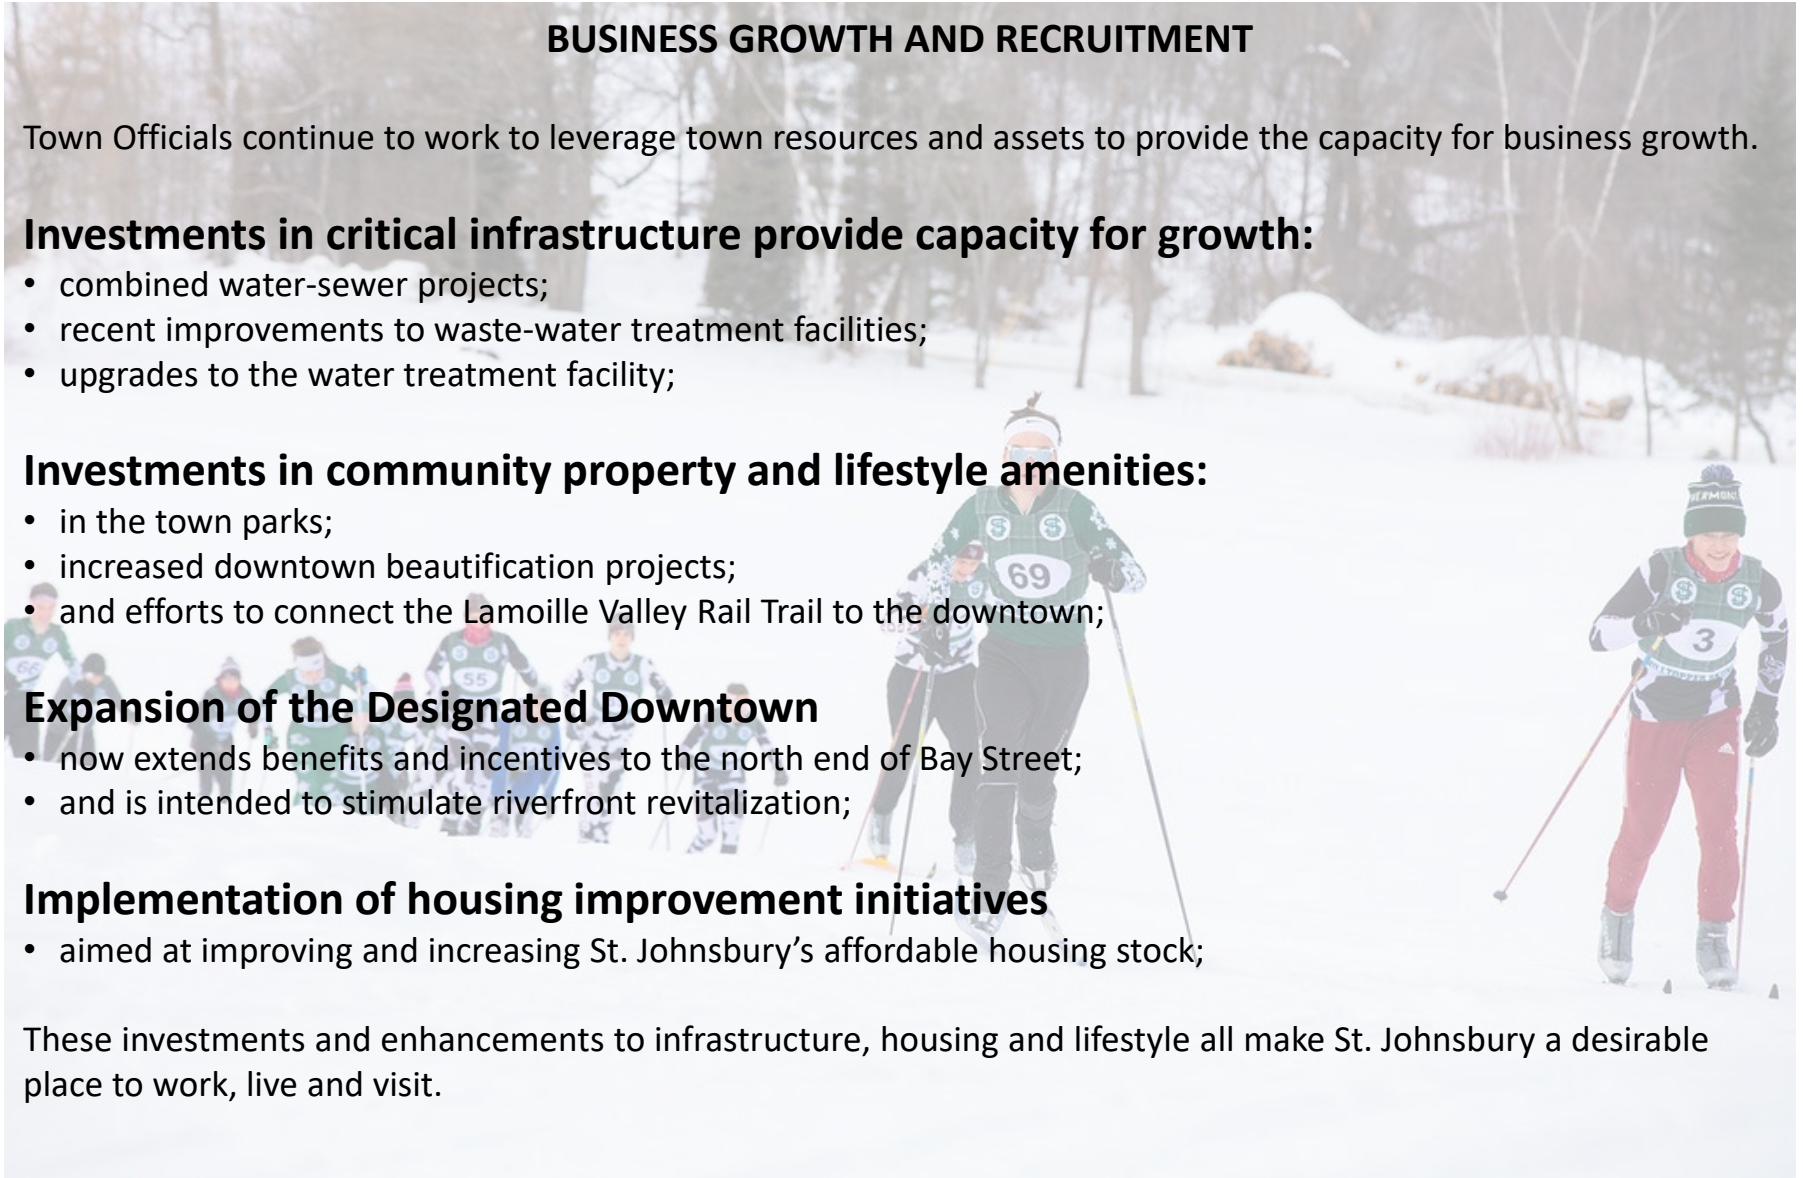 BUSINESS GROWTH AND RECRUITMENT
Town Officials continue to work to leverage town resources and assets to provide the capacity for business growth.
Investments in critical infrastructure provide capacity for growth:
• combined water-sewer projects;
• recent improvements to waste-water treatment facilities;
• upgrades to the water treatment facility;
Investments in community property and lifestyle amenities:
• in the town parks;
• increased downtown beautification projects;
• and efforts to connect the Lamoille Valley Rail Trail to the downtown;
Expansion of the Designated Downtown
• now extends benefits and incentives to the north end of Bay Street;
• and is intended to stimulate riverfront revitalization;
Implementation of housing improvement initiatives
• aimed at improving and increasing St. Johnsbury’s affordable housing stock;
These investments and enhancements to infrastructure, housing and lifestyle all make St. Johnsbury a desirable
place to work, live and visit.
VERMONT
69
3
66
55